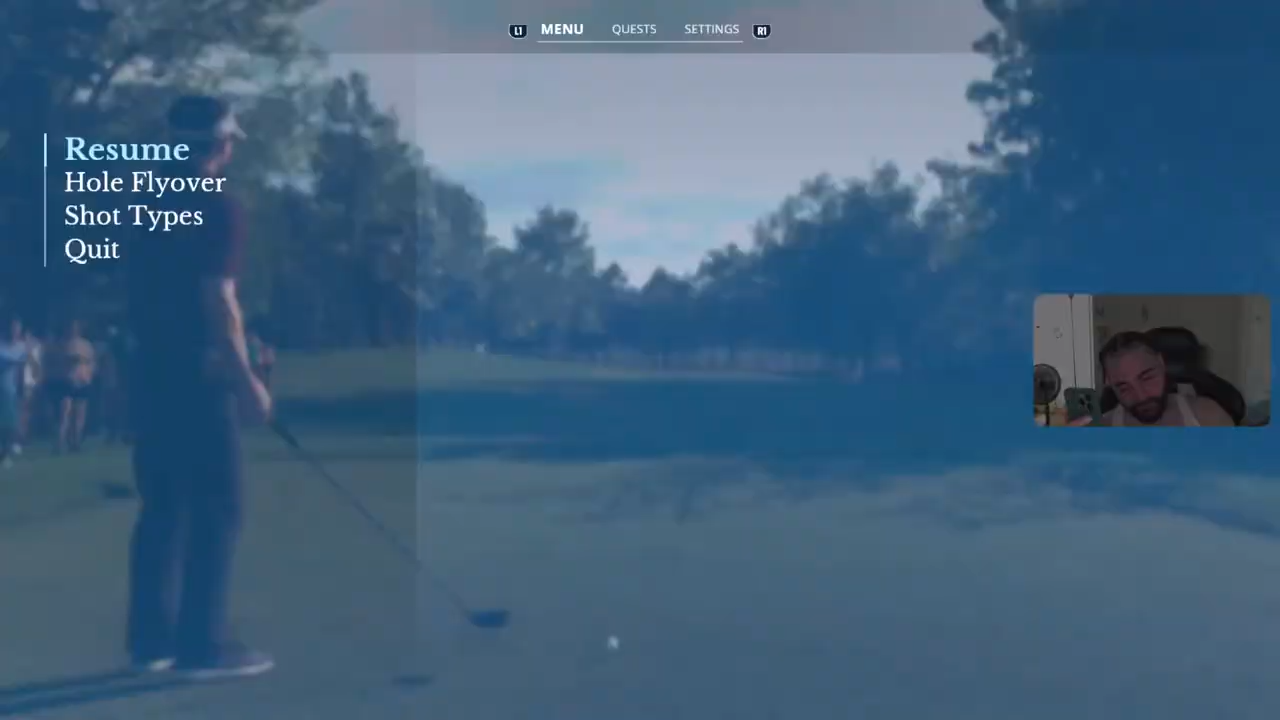 L1 MENU QUESTS SETTINGS R1
Resume
Hole Flyover
Shot Types
Quit